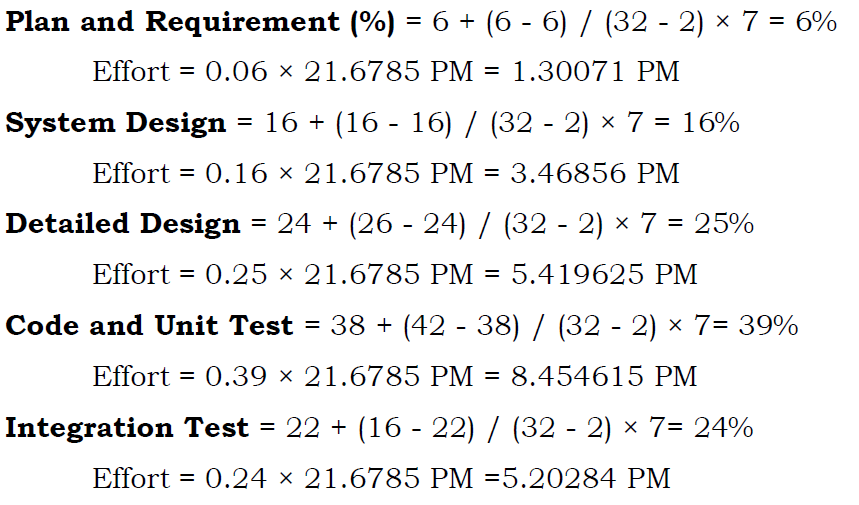 Plan and Requirement (%) = 6 + (6 - 6) / (32 - 2) × 7 = 6%
Effort = 0.06 × 21.6785 PM = 1.30071 PM
System Design = 16 + (16 - 16) / (32 - 2) × 7 = 16%
Effort = 0.16 × 21.6785 PM = 3.46856 PM
Detailed Design = 24 + (26 - 24) / (32 - 2) × 7 = 25%
Effort = 0.25 × 21.6785 PM = 5.419625 PM
Code and Unit Test = 38 + (42 - 38) / (32 - 2) × 7= 39%
Effort = 0.39 × 21.6785 PM = 8.454615 PM
Integration Test = 22 + (16 - 22) / (32 - 2) × 7= 24%
Effort = 0.24 × 21.6785 PM =5.20284 PM